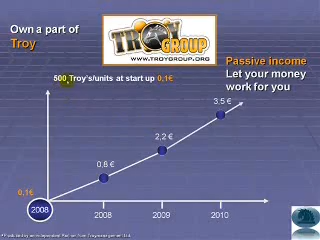 Own a part of
Troy
TROY
GROUP
WWW.TROYGROUP.ORG
Passive income
Let your money
work for you
500 Troy's/units at start up 0,1€
3,5 €
2,2 €
0,8 €
0,1€
2008
2008
2009
2010